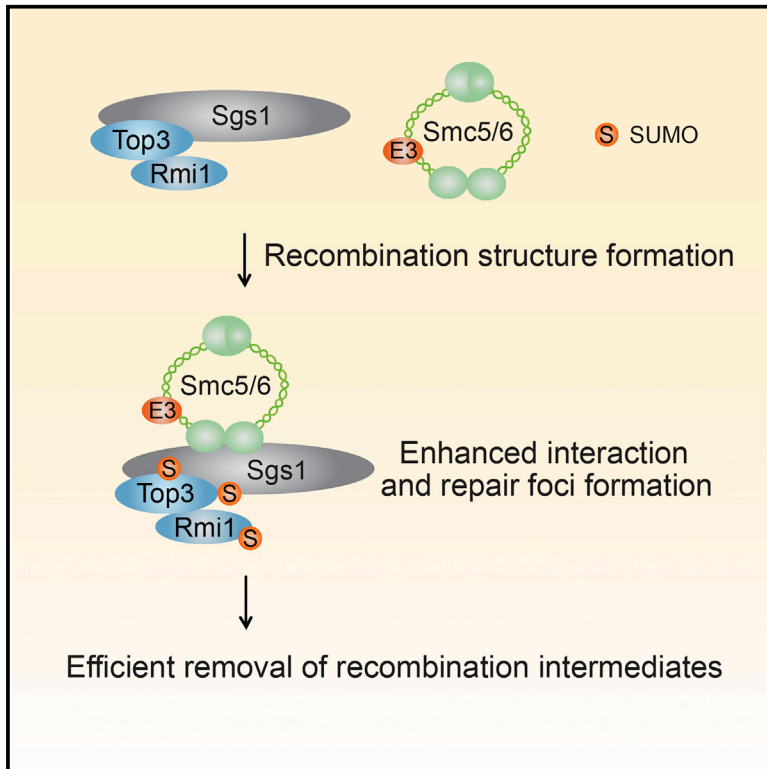 Sgs1
Top3
Rmi1
Smc5/6
E3
S SUMO
Recombination structure formation
Smc5/6
E3
Sgs1
S
Top3
S
Rmi1
S
Enhanced interaction
and repair foci formation
Efficient removal of recombination intermediates